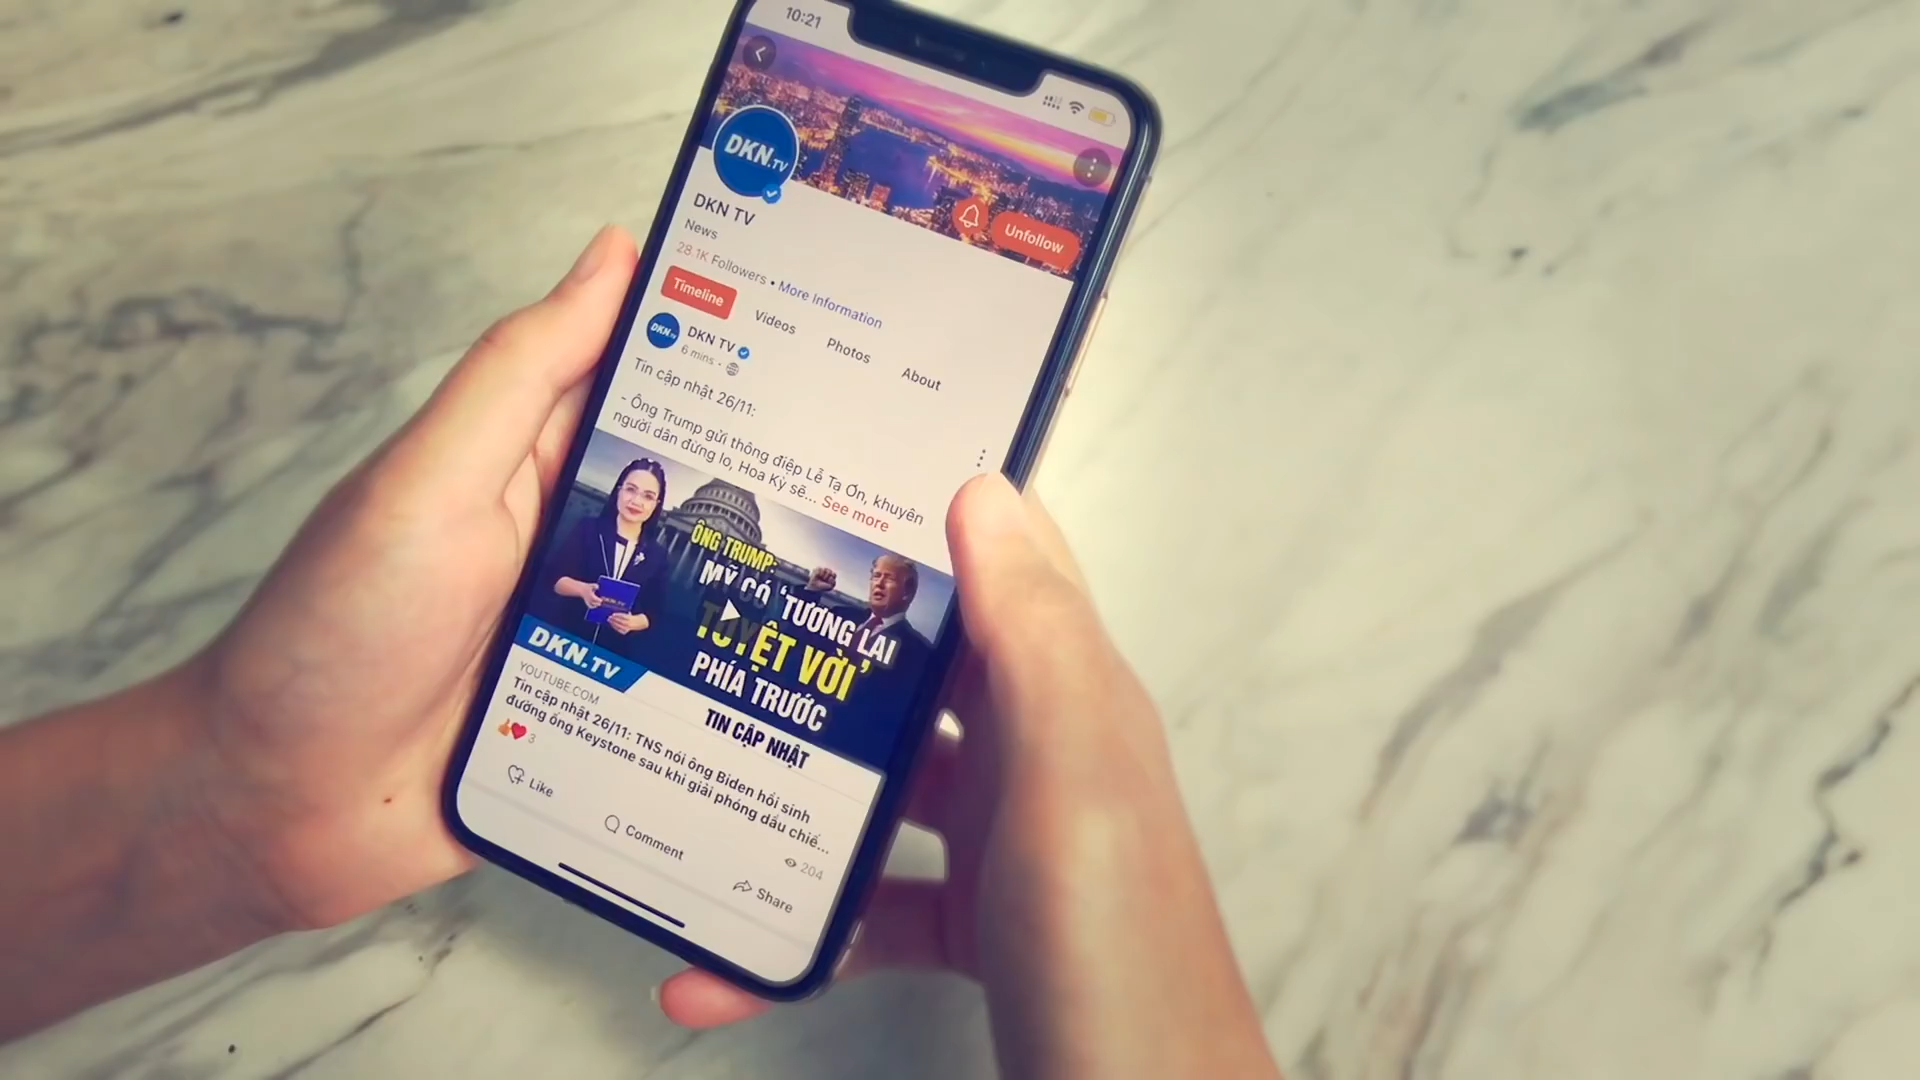 10:21
DKN.TV
Unfollow
DKN TV
News
28.1K Followers • More Information
Timeline
Videos
Photos
About
DKN.TV
DKN TV
6 mins ·
Tin cập nhật 26/11:
- Ông Trump gửi thông điệp Lễ Tạ Ơn, khuyên
người dân đừng lo, Hoa Kỳ sẽ... See more
ÔNG TRUMP:
MỸ CÓ 'TƯƠNG LAI
TUYỆT VỜI'
PHÍA TRƯỚC
DKN.TV
TIN CẬP NHẬT
YOUTUBE.COM
Tin cập nhật 26/11: TNS nói ông Biden hồi sinh
đường ống Keystone sau khi giải phóng dầu chiế...
3
204
Like
Comment
Share